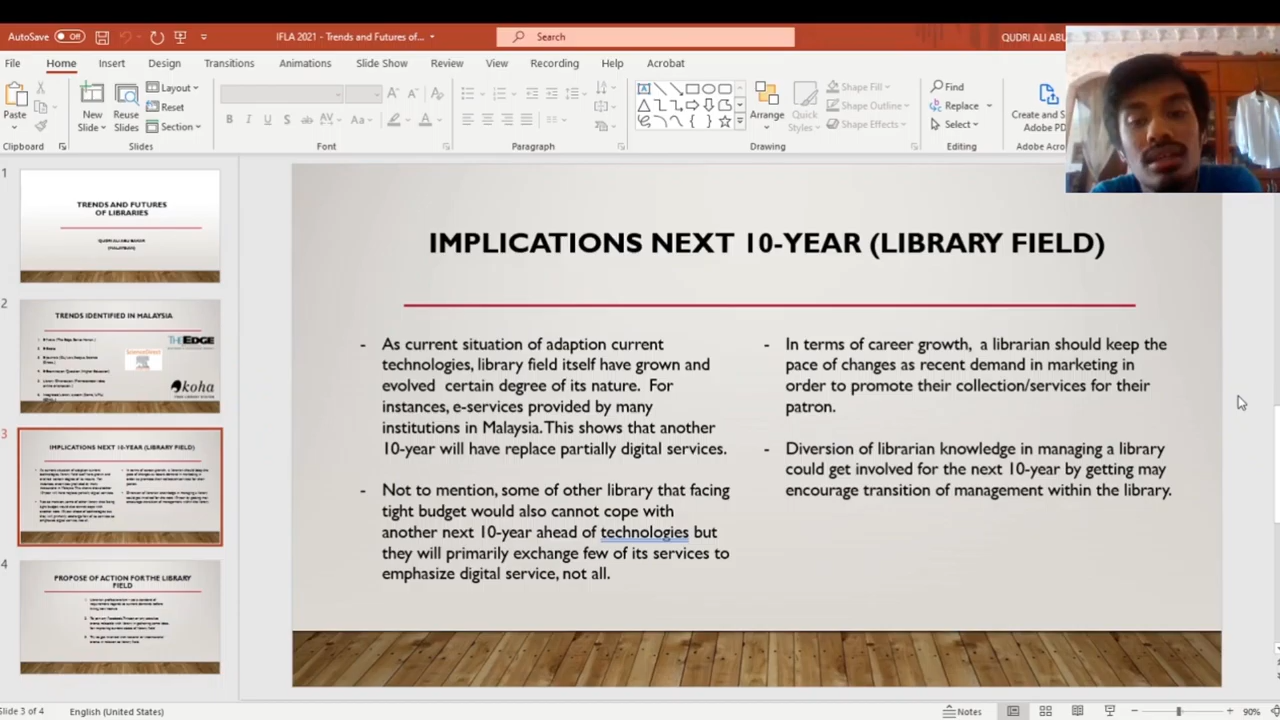 AutoSave Off IFLA 2021 - Trends and Futures of... Search QUDRI ALI ABU
File Home Insert Design Transitions Animations Slide Show Review View Recording Help Acrobat
Paste
New Slide
Reuse Slides
Layout
Reset
Section
Arrange
Quick Styles
Shape Fill
Shape Outline
Shape Effects
Find
Replace
Select
Create and S
Adobe PD
Clipboard Slides Font Paragraph Drawing Editing Adobe Acro
1
TRENDS AND FUTURES
OF LIBRARIES
2
TRENDS IDENTIFIED IN MALAYSIA
THE EDGE
ScienceDirect
koha
3
IMPLICATIONS NEXT 10-YEAR (LIBRARY FIELD)
4
PROPOSE OF ACTION FOR THE LIBRARY
FIELD
IMPLICATIONS NEXT 10-YEAR (LIBRARY FIELD)
- As current situation of adaption current
technologies, library field itself have grown and
evolved certain degree of its nature. For
instances, e-services provided by many
institutions in Malaysia. This shows that another
10-year will have replace partially digital services.
- Not to mention, some of other library that facing
tight budget would also cannot cope with
another next 10-year ahead of technologies but
they will primarily exchange few of its services to
emphasize digital service, not all.
- In terms of career growth, a librarian should keep the
pace of changes as recent demand in marketing in
order to promote their collection/services for their
patron.
- Diversion of librarian knowledge in managing a library
could get involved for the next 10-year by getting may
encourage transition of management within the library.
Slide 3 of 4 English (United States) Notes 90%